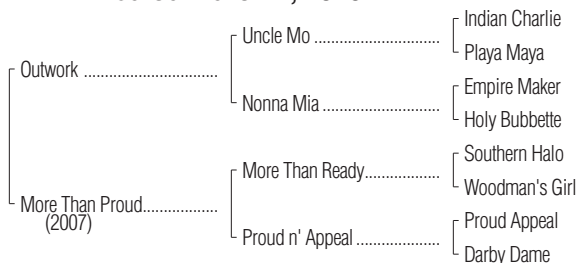 Indian Charlie
Uncle Mo ................................
Playa Maya
Outwork ..................................
Empire Maker
Nonna Mia..............................
Holy Bubbette
Southern Halo
More Than Ready...................
Woodman's Girl
More Than Proud...................
(2007)
Proud Appeal
Proud n' Appeal .....................
Darby Dame